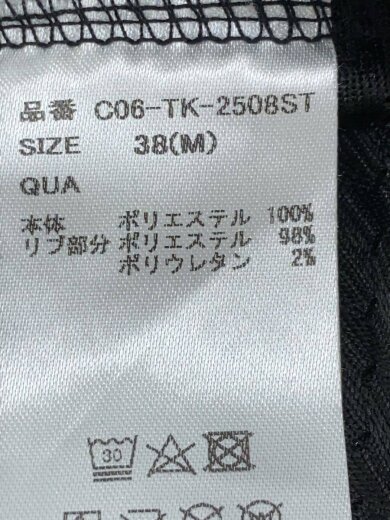 品番 C06-TK-2508ST
SIZE 38(M)
QUA
本体 ポリエステル 100%
リブ部分 ポリエステル 98%
ポリウレタン 2%
30